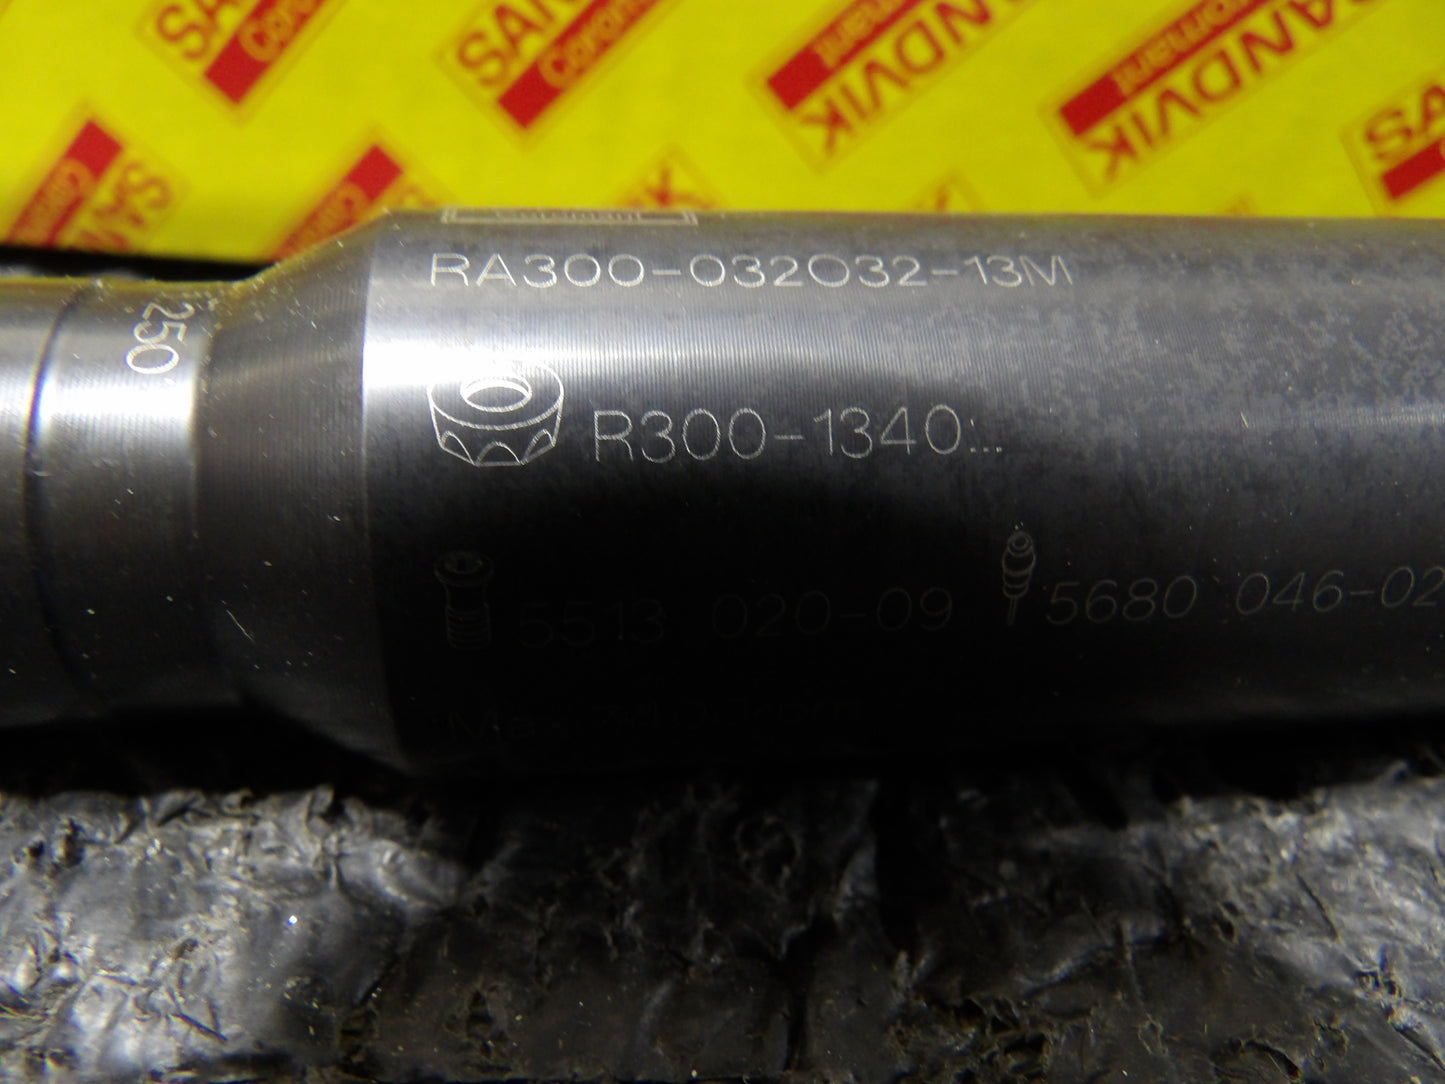 SANDVIK
Coromant
RA300-032O32-13M
250
R300-1340...
5513 020-09
5680 046-02